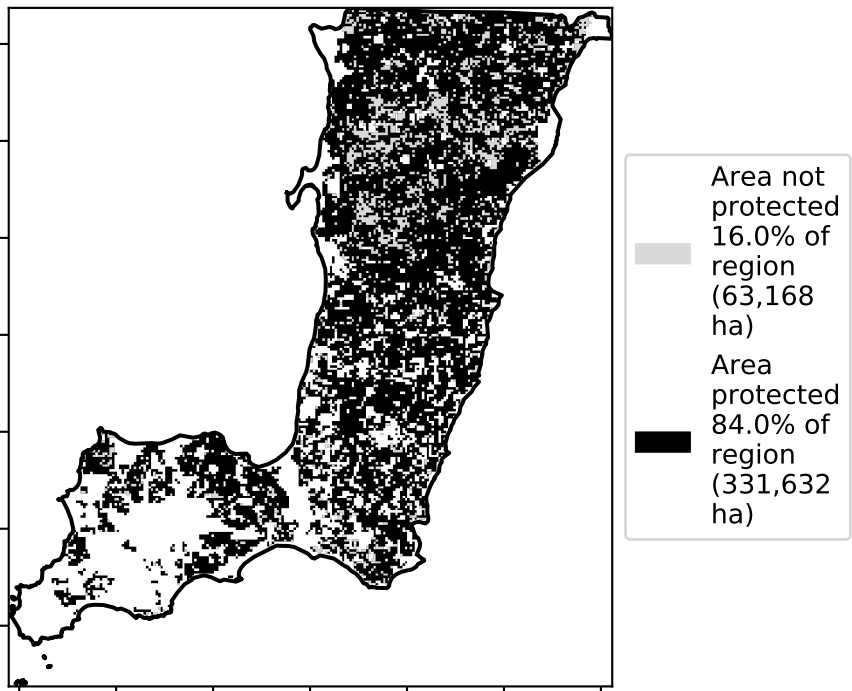 Area not
protected
16.0% of
region
(63,168
ha)
Area
protected
84.0% of
region
(331,632
ha)